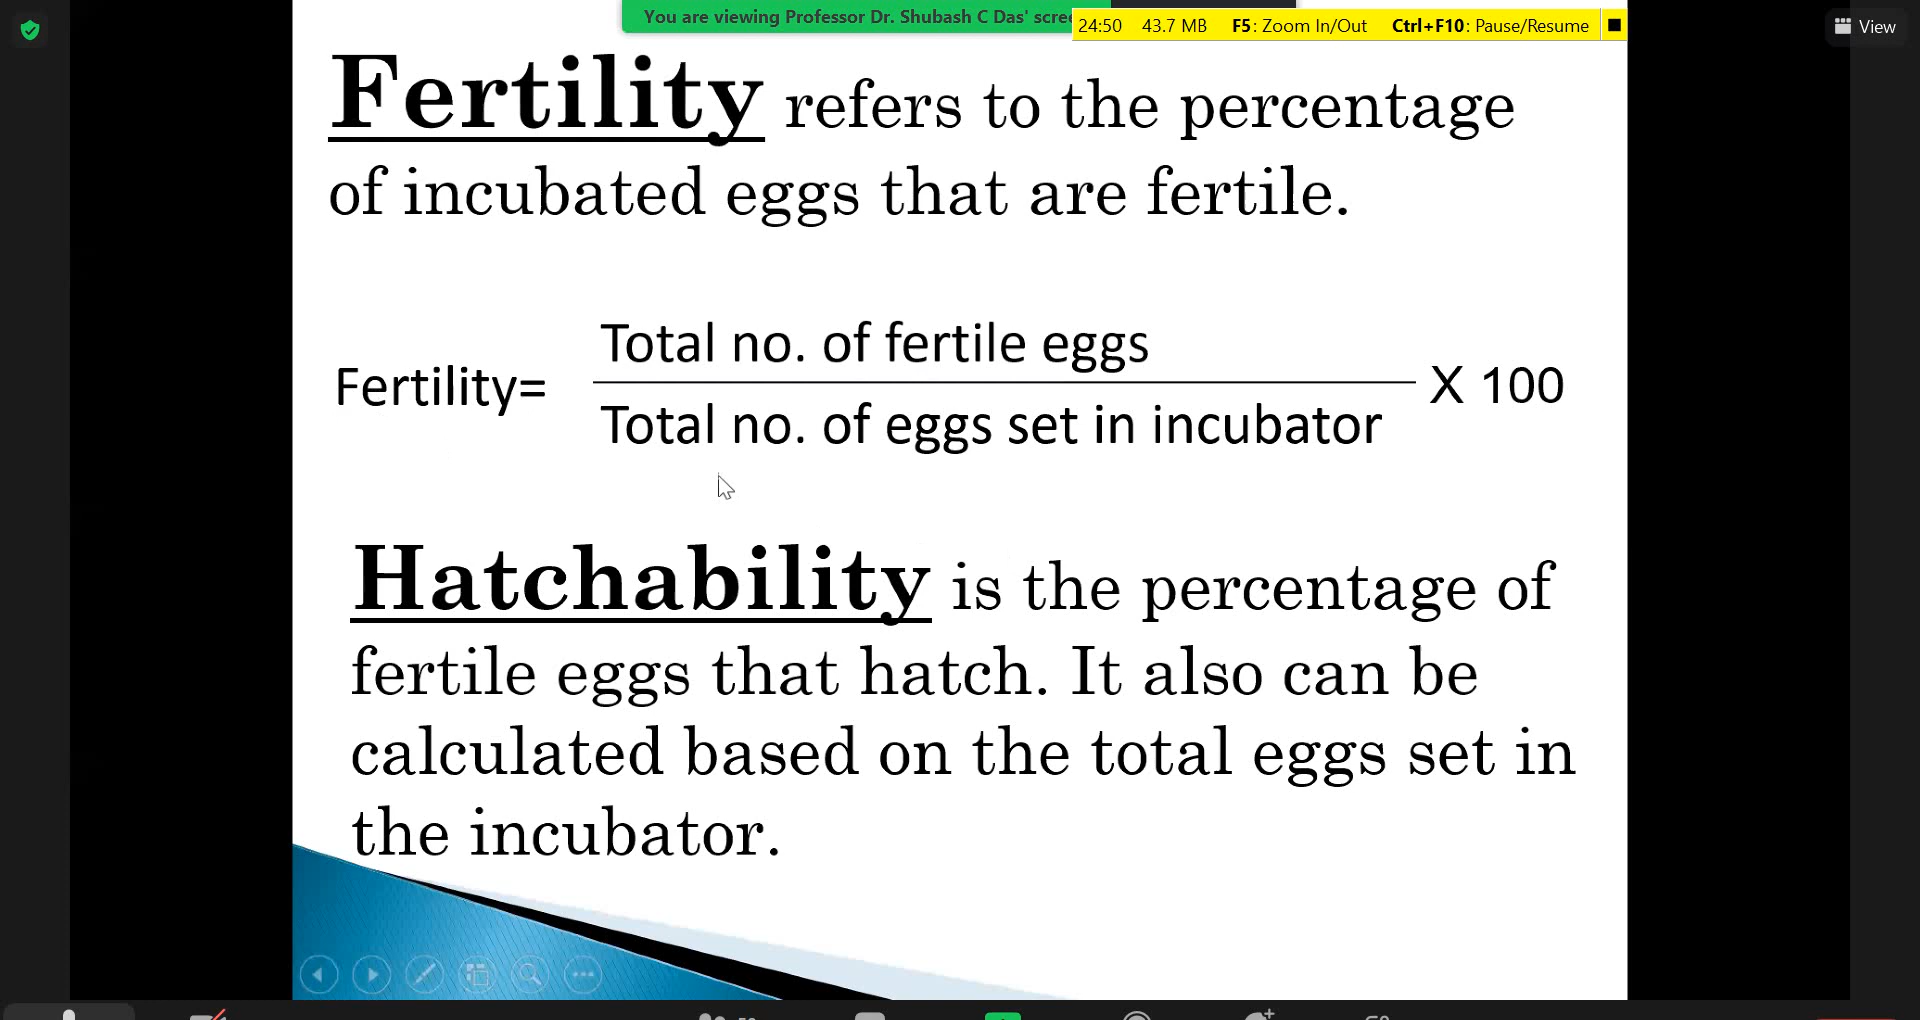 You are viewing Professor Dr. Shubash C Das' scre
24:50 43.7 MB F5: Zoom In/Out Ctrl+F10: Pause/Resume
View
Fertility refers to the percentage
of incubated eggs that are fertile.
Total no. of fertile eggs
Fertility= X 100
Total no. of eggs set in incubator
Hatchability is the percentage of
fertile eggs that hatch. It also can be
calculated based on the total eggs set in
the incubator.